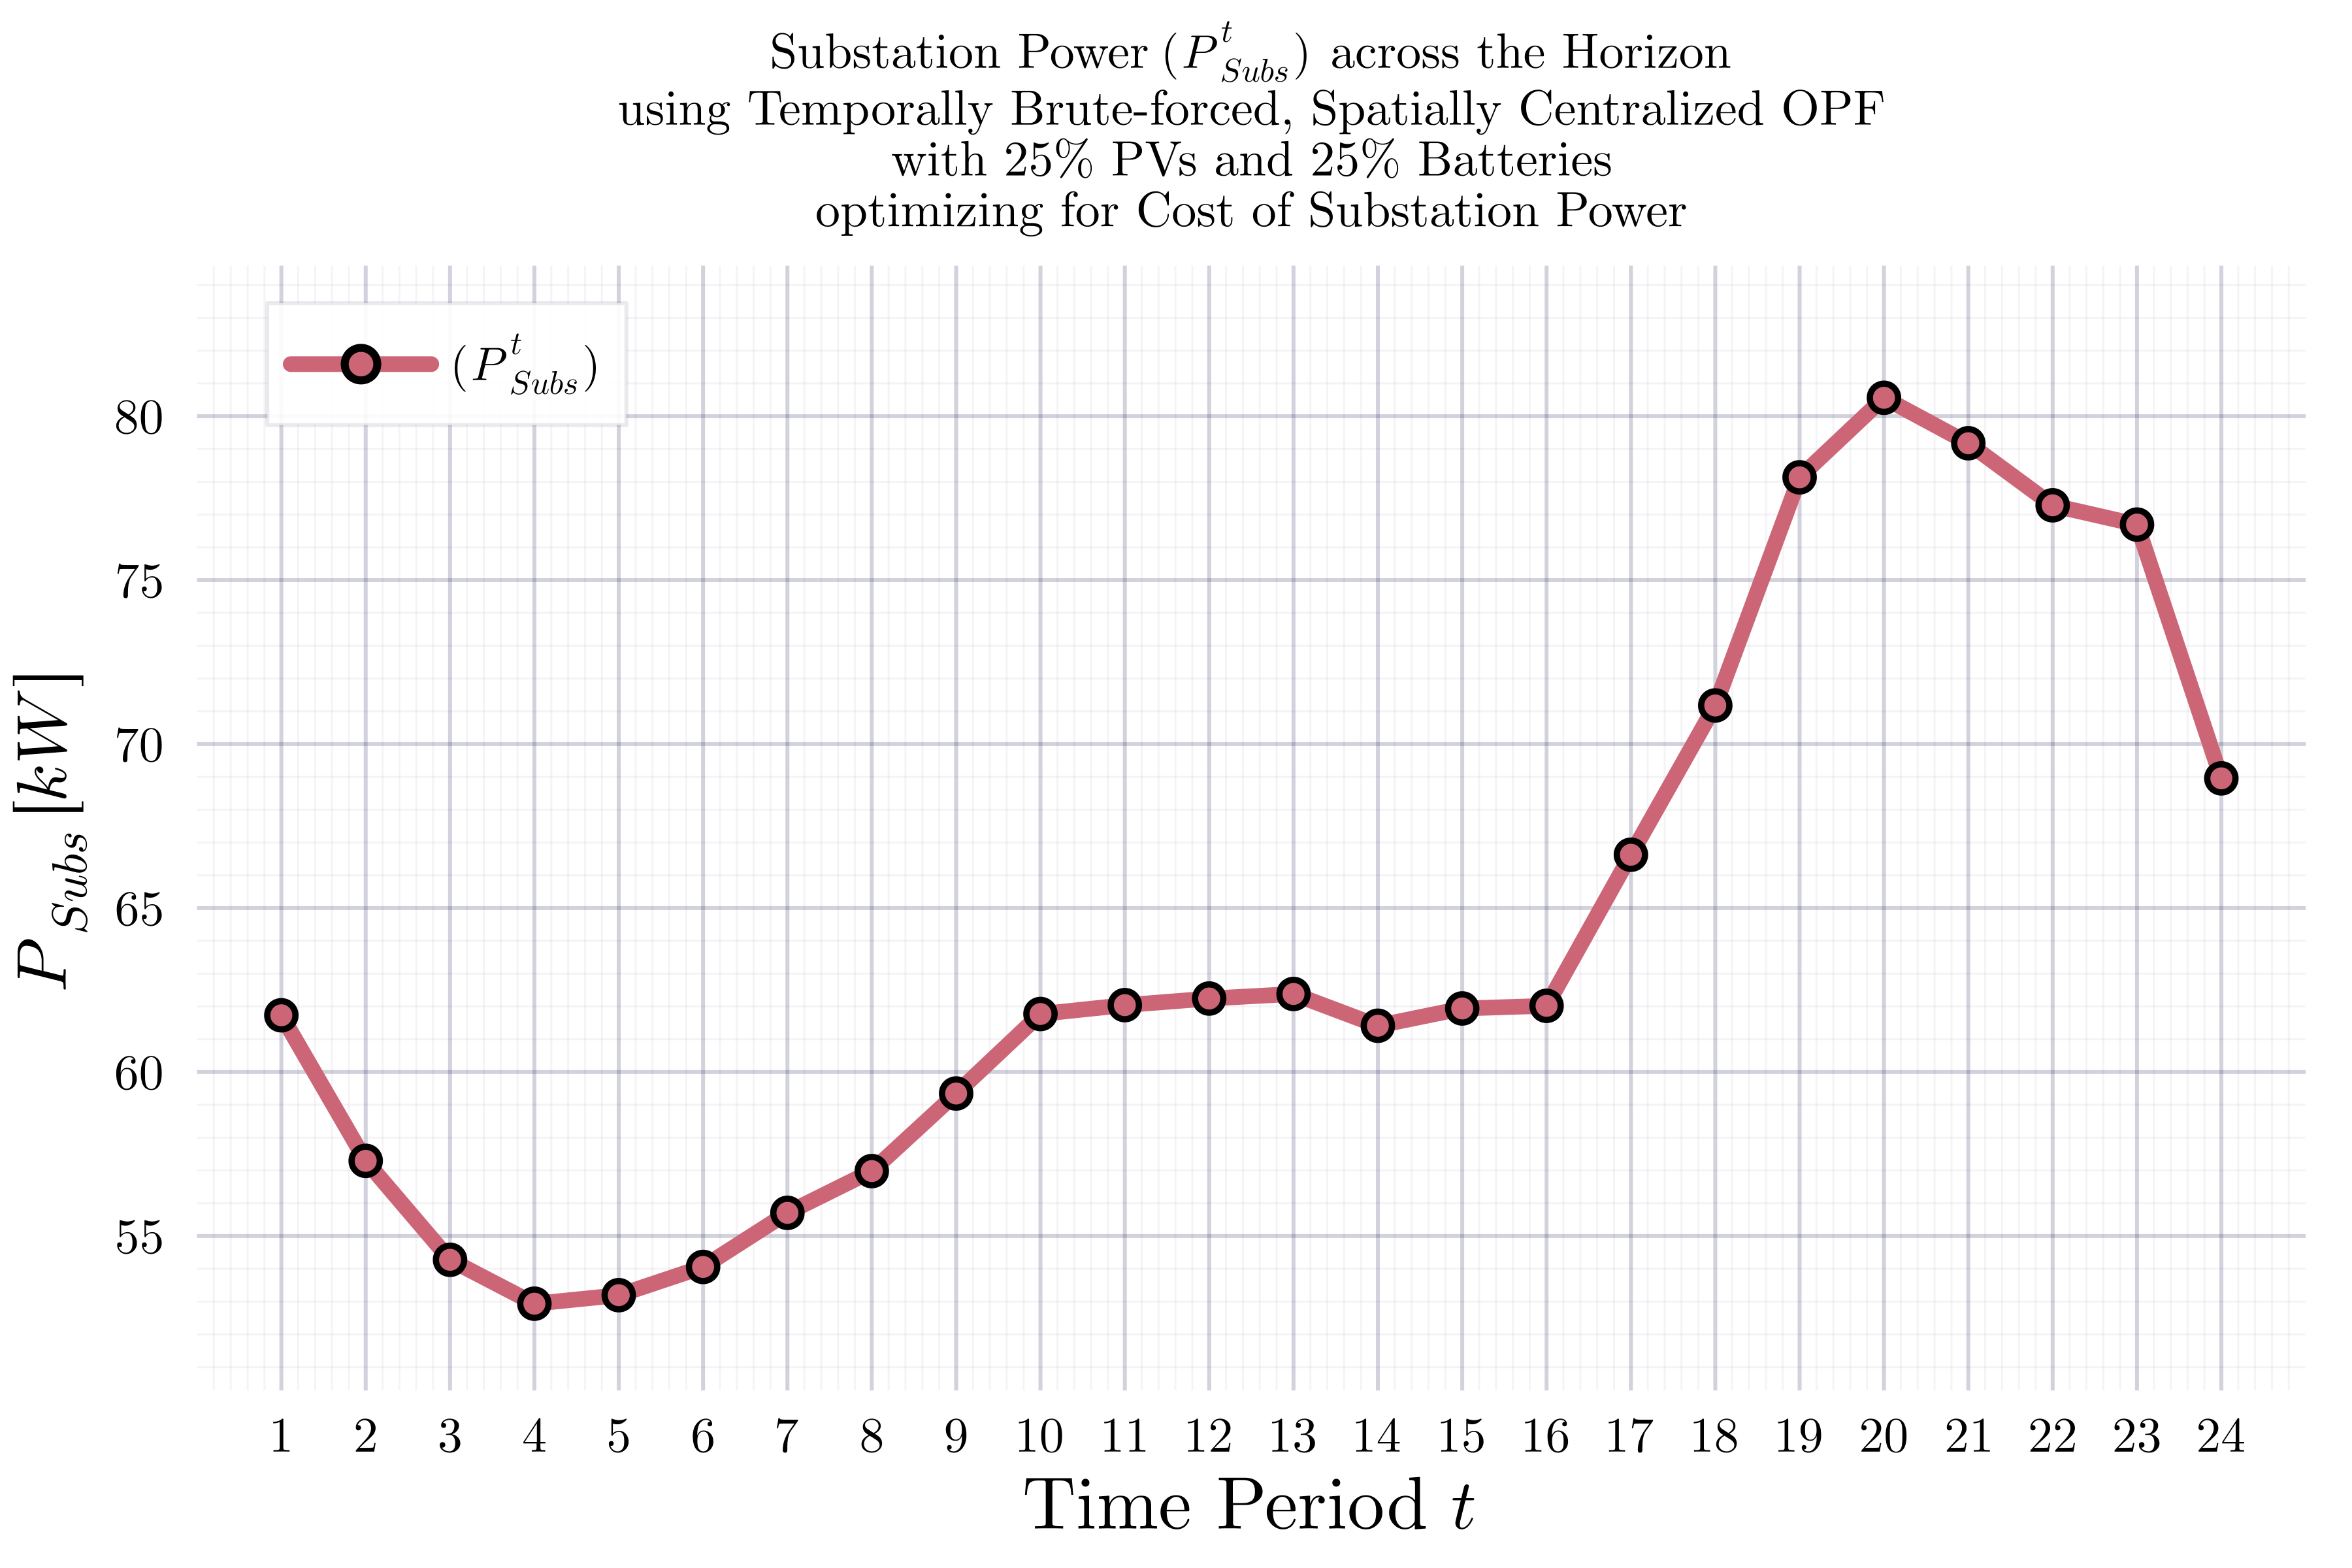 Substation Power (P^t_Subs) across the Horizon
using Temporally Brute-forced, Spatially Centralized OPF
with 25% PVs and 25% Batteries
optimizing for Cost of Substation Power
(P^t_Subs)
80
75
70
65
60
55
P_Subs [kW]
1 2 3 4 5 6 7 8 9 10 11 12 13 14 15 16 17 18 19 20 21 22 23 24
Time Period t